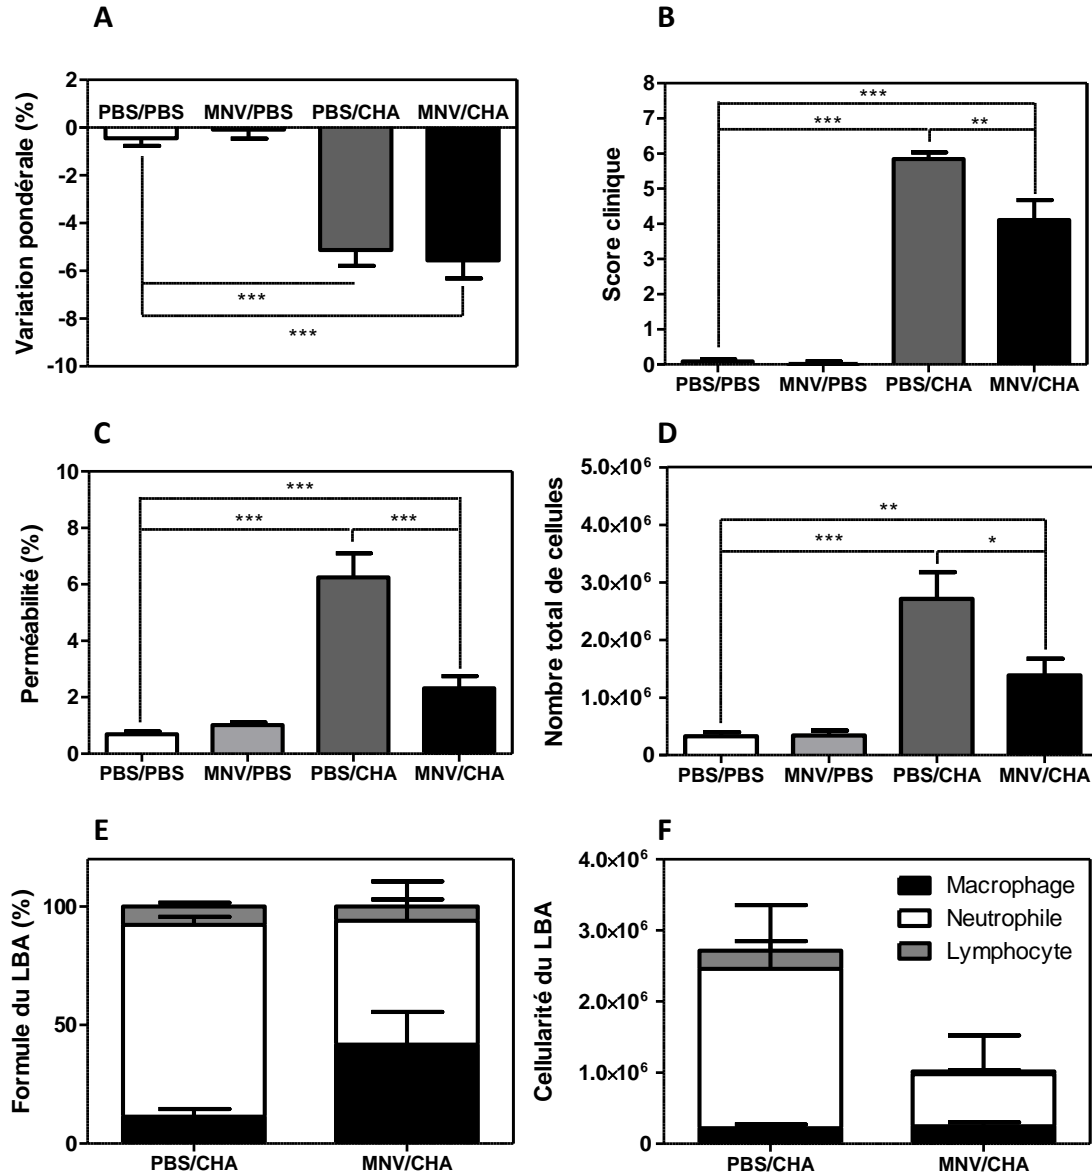 A
Variation pondérale (%)
2
0
-2
-4
-6
-8
-10
PBS/PBS MNV/PBS PBS/CHA MNV/CHA
***
***
B
Score clinique
8
7
6
5
4
3
2
1
0
***
*** **
PBS/PBS MNV/PBS PBS/CHA MNV/CHA
C
Perméabilité (%)
10
8
6
4
2
0
***
*** ***
PBS/PBS MNV/PBS PBS/CHA MNV/CHA
D
Nombre total de cellules
5.0×10⁶
4.0×10⁶
3.0×10⁶
2.0×10⁶
1.0×10⁶
0
**
*** *
PBS/PBS MNV/PBS PBS/CHA MNV/CHA
E
Formule du LBA (%)
100
50
0
PBS/CHA MNV/CHA
F
Cellularité du LBA
4.0×10⁶
3.0×10⁶
2.0×10⁶
1.0×10⁶
0
Macrophage
Neutrophile
Lymphocyte
PBS/CHA MNV/CHA